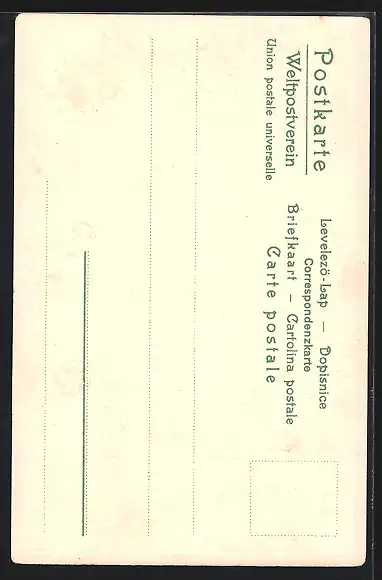 Postkarte
Weltpostverein
Union postale universelle
Levelező-Lap — Dopisnice
Correspondenzkarte
Briefkaart — Cartolina postale
Carte postale